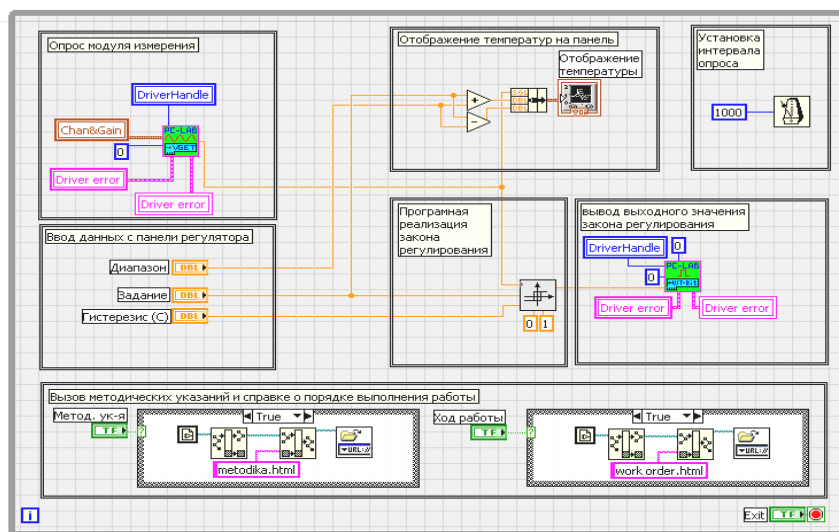 Опрос модуля измерения
DriverHandle
Chan&Gain
PC-LAB
VGET
0
Driver error
Driver error
Отображение температур на панель
Отображение
температуры
+
-
SGL
DBL
DBL
Установка
интервала
опроса
1000
Ввод данных с панели регулятора
Диапазон
DBL
Задание
DBL
Гистерезис (C)
DBL
Програмная
реализация
закона
регулирования
0 1
вывод выходного значения
закона регулирования
DriverHandle
0
0
PC-LAB
Driver error
Driver error
Вызов методических указаний и справке о порядке выполнения работы
Метод. ук-я
TF
?
True
metodika.html
URL://
Ход работы
TF
?
True
work order.html
URL://
i
Exit
TF